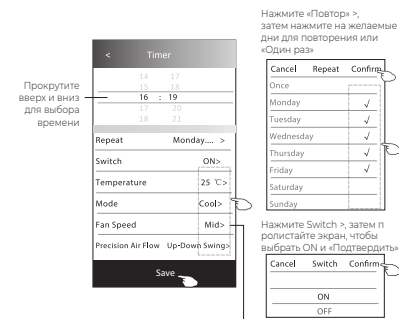 Прокрутите
вверх и вниз
для выбора
времени
< Timer
14 17
15 18
16 : 19
17 20
18 21
Repeat Monday.... >
Switch ON>
Temperature 25 ℃>
Mode Cool>
Fan Speed Mid>
Precision Air Flow Up-Down Swing>
Save
Нажмите «Повтор» >,
затем нажмите на желаемые
дни для повторения или
«Один раз»
Cancel Repeat Confirm
Once
Monday √
Tuesday √
Wednesday √
Thursday √
Friday √
Saturday
Sunday
Нажмите Switch >, затем п
ролистайте экран, чтобы
выбрать ON и «Подтвердить»
Cancel Switch Confirm
ON
OFF